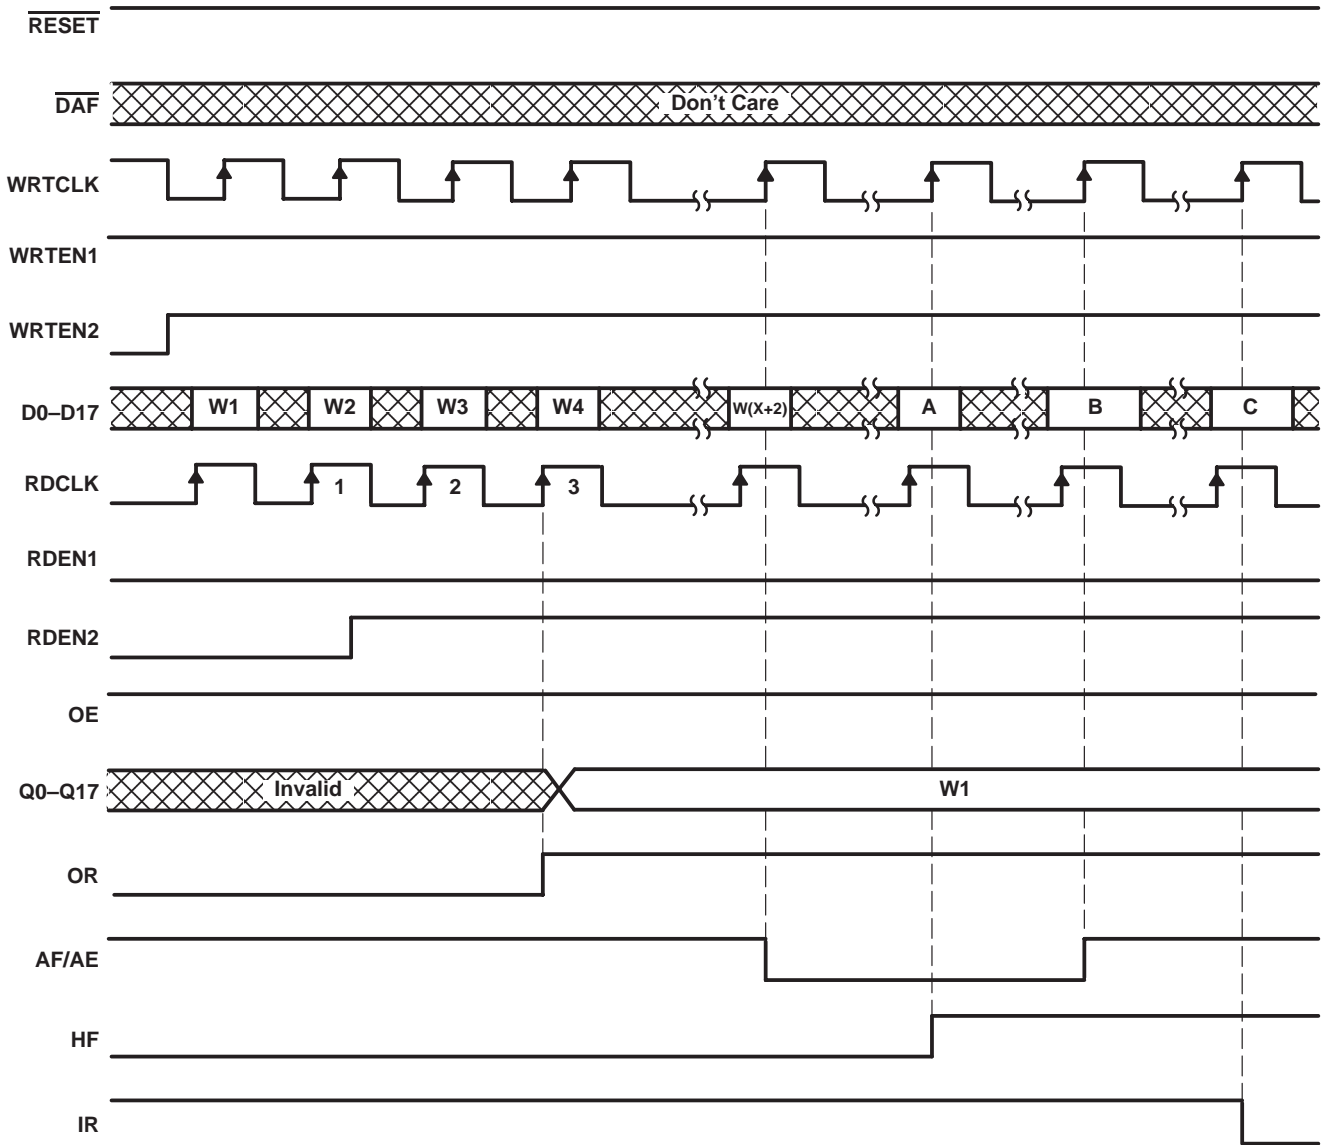 RESET
DAF
Don't Care
WRTCLK
WRTEN1
WRTEN2
D0–D17 W1 W2 W3 W4 W(X+2) A B C
RDCLK 1 2 3
RDEN1
RDEN2
OE
Q0–Q17 Invalid W1
OR
AF/AE
HF
IR